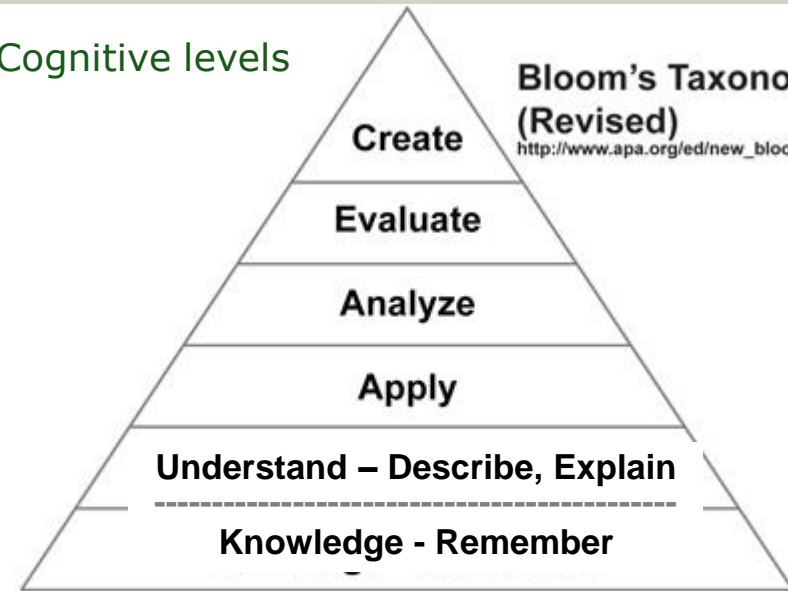 Cognitive levels
Bloom's Taxono
(Revised)
http://www.apa.org/ed/new_bloo
Create
Evaluate
Analyze
Apply
Understand – Describe, Explain
Knowledge - Remember